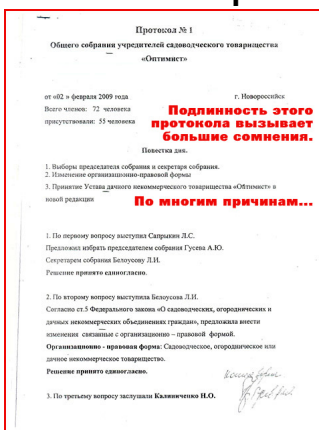 Протокол № 1
Общего собрания учредителей садоводческого товарищества
«Оптимист»
от «02 » февраля 2009 года г. Новороссийск
Всего членов: 72 человека
присутствовали: 55 человека
Подлинность этого
протокола вызывает
большие сомнения.
Повестка дня.
1. Выборы председателя собрания и секретаря собрания.
2. Изменение организационно-правовой формы
3. Принятие Устава дачного некоммерческого товарищества «Оптимист» в
новой редакции
По многим причинам...
1. По первому вопросу выступил Сапрыкин Л.С.
Предложил избрать председателем собрания Гусева А.Ю.
Секретарем собрания Белоусову Л.И.
Решение принято единогласно.
2. По второму вопросу выступила Белоусова Л.И.
Согласно ст.5 Федерального закона «О садоводческих, огороднических и
дачных некоммерческих объединениях граждан», предложила внести
изменения связанные с организационно – правовой формой.
Организационно - правовая форма: Садоводческое, огородническое или
дачное некоммерческое товарищество.
Решение принято единогласно.
3. По третьему вопросу заслушали Калиниченко Н.О.